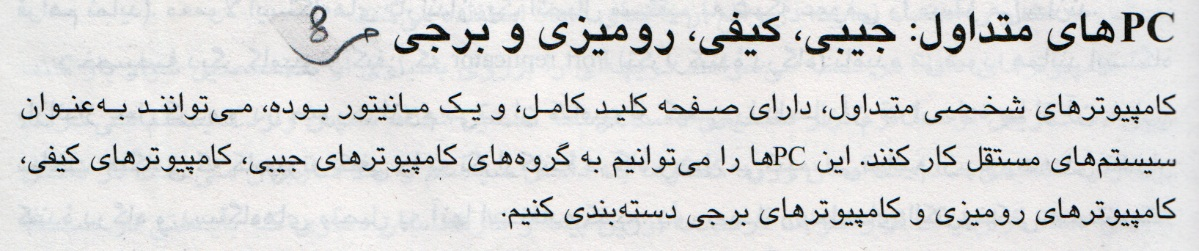 PC های متداول: جیبی، کیفی، رومیزی و برجی
کامپیوترهای شخصی متداول، دارای صفحه کلید کامل، و یک مانیتور بوده، می‌توانند به‌عنوان
سیستم‌های مستقل کار کنند. این PCها را می‌توانیم به گروه‌های کامپیوترهای جیبی، کامپیوترهای کیفی،
کامپیوترهای رومیزی و کامپیوترهای برجی دسته‌بندی کنیم.